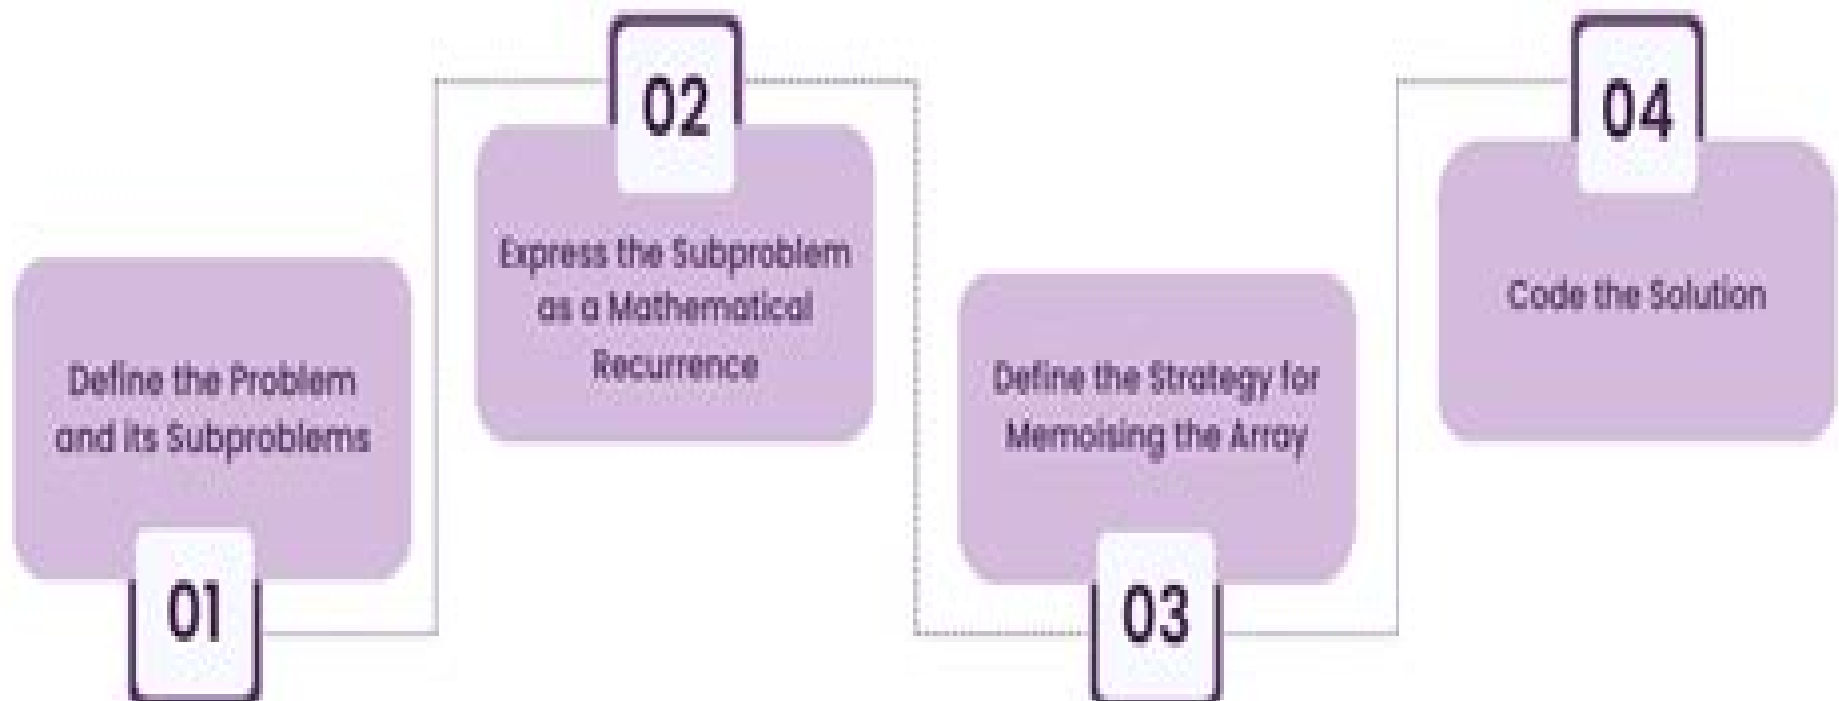 01
Define the Problem
and its Subproblems
02
Express the Subproblem
as a Mathematical
Recurrence
03
Define the Strategy for
Memoising the Array
04
Code the Solution